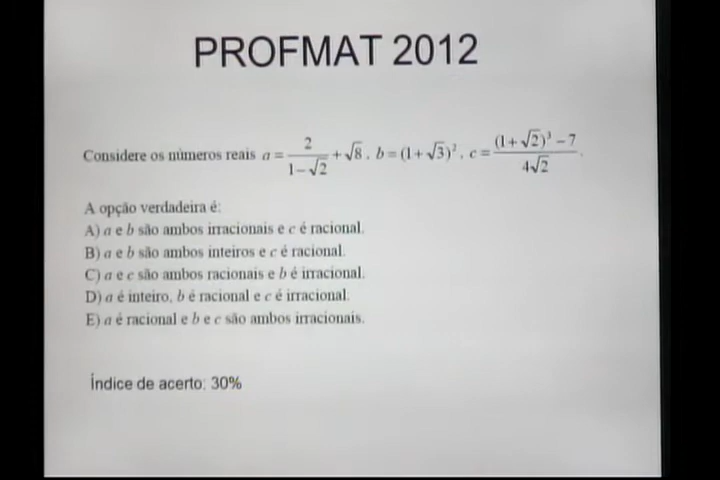 PROFMAT 2012
Considere os números reais a = 2/(1−√2) + √8 , b = (1+√3)² , c = ((1+√2)³ − 7)/(4√2) .
A opção verdadeira é:
A) a e b são ambos irracionais e c é racional.
B) a e b são ambos inteiros e c é racional.
C) a e c são ambos racionais e b é irracional.
D) a é inteiro, b é racional e c é irracional.
E) a é racional e b e c são ambos irracionais.
Índice de acerto: 30%